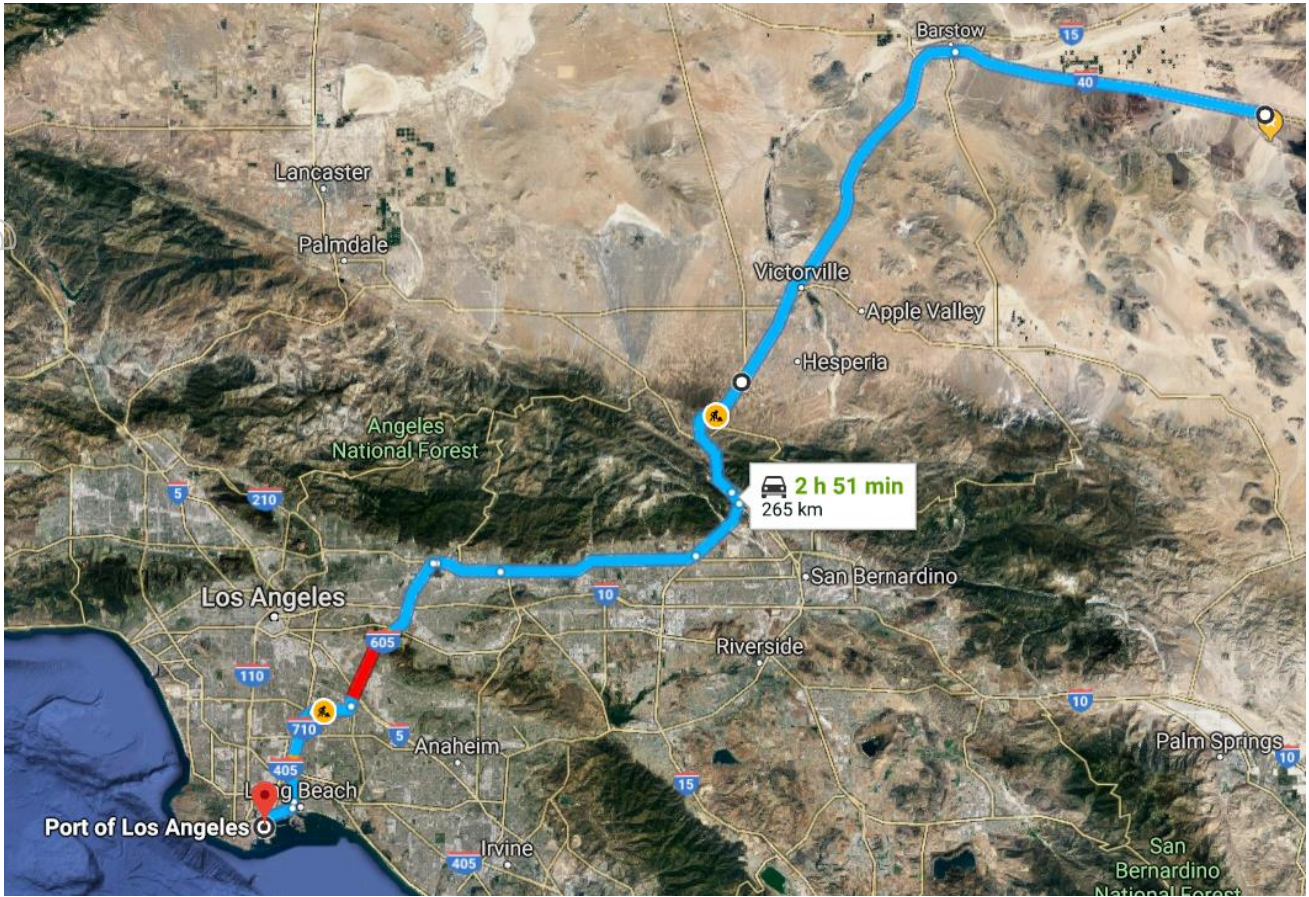 Barstow
15
40
Lancaster
Palmdale
Victorville
Apple Valley
Hesperia
Angeles
National Forest
5
210
2 h 51 min
265 km
San Bernardino
10
Los Angeles
605
Riverside
110
10
710
5
Anaheim
Palm Springs
10
405
15
Long Beach
Port of Los Angeles
Irvine
405
San
Bernardino
National Forest